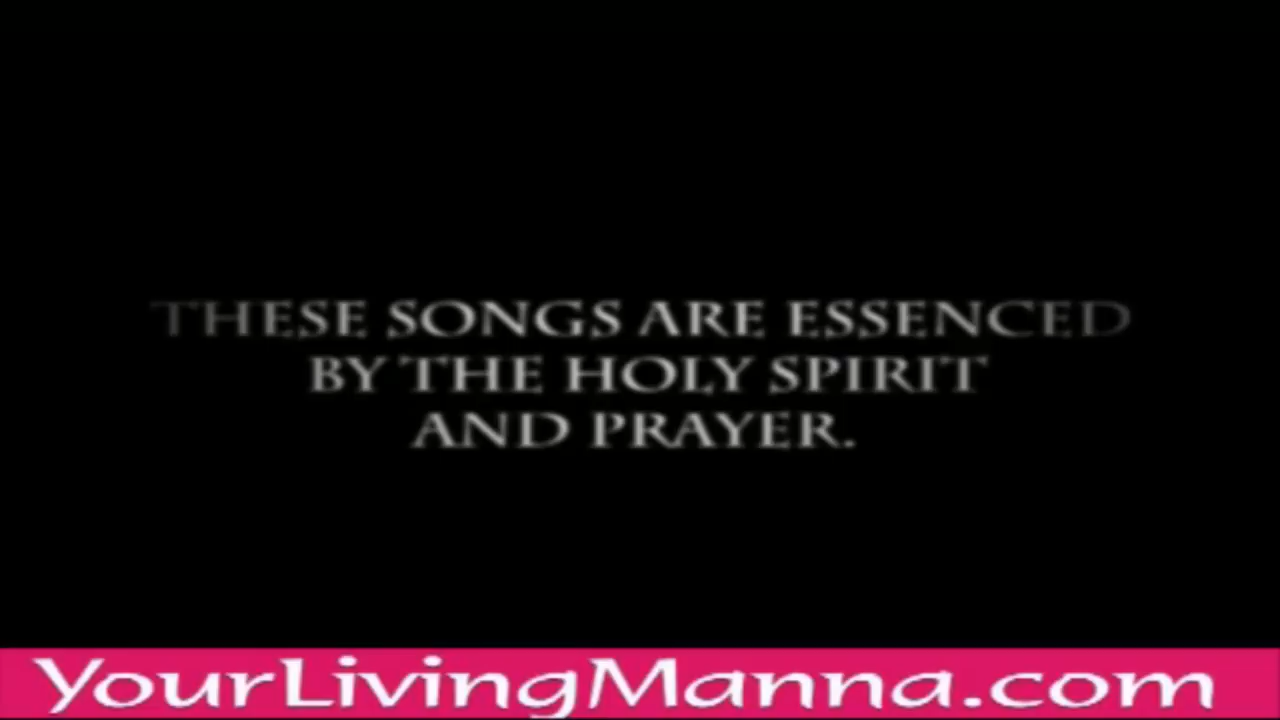 THESE SONGS ARE ESSENCED
BY THE HOLY SPIRIT
AND PRAYER.
YourLivingManna.com